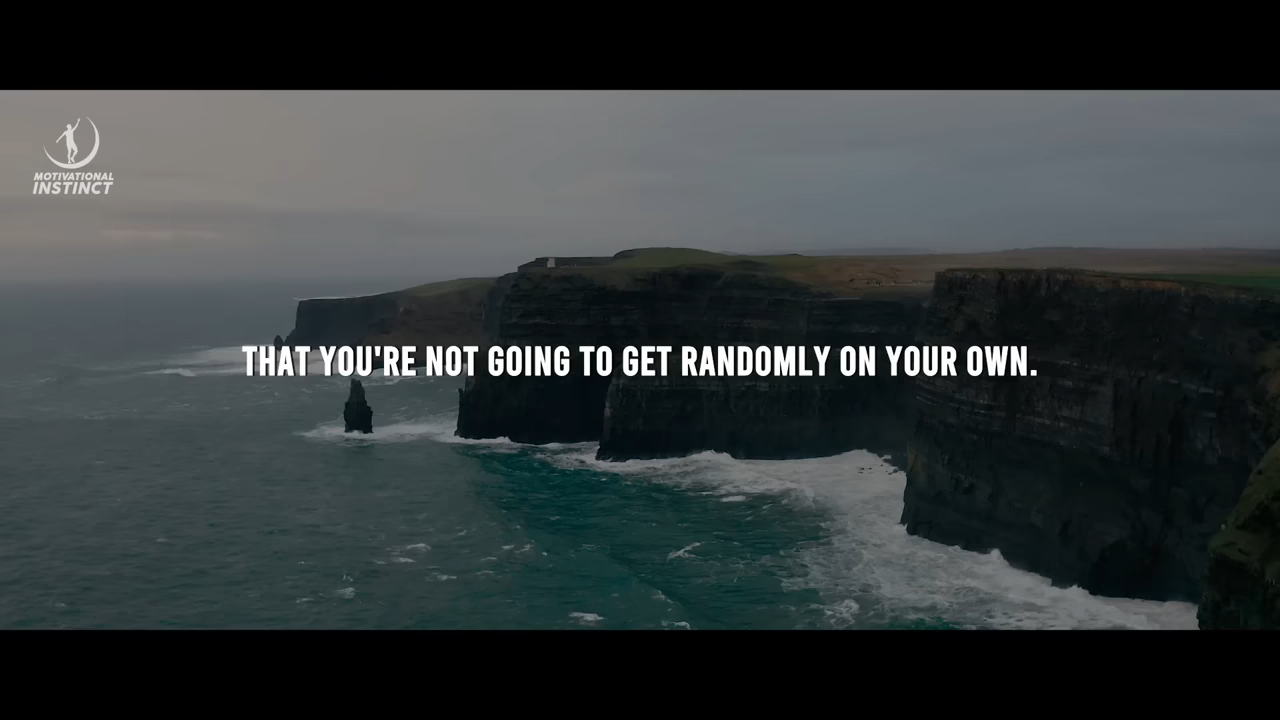 MOTIVATIONAL
INSTINCT
THAT YOU'RE NOT GOING TO GET RANDOMLY ON YOUR OWN.